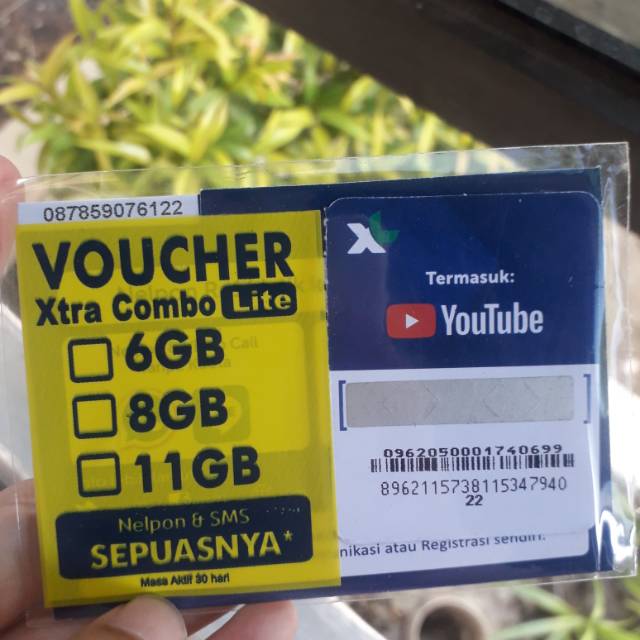 087859076122
VOUCHER
Xtra Combo Lite
6GB
8GB
11GB
Nelpon & SMS
SEPUASNYA*
Masa Aktif 30 hari
XL
Termasuk:
YouTube
0962050001740699
8962115738115347940
22
nikasi atau Registrasi sendiri.